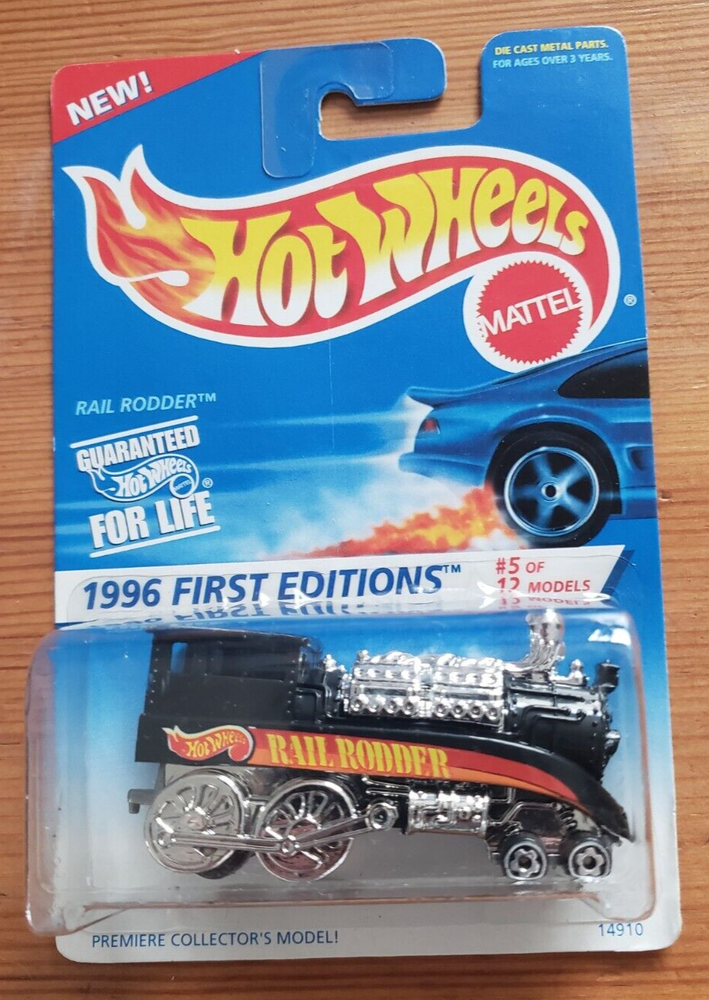 NEW!
DIE CAST METAL PARTS.
FOR AGES OVER 3 YEARS.
HOT WHEELS
MATTEL
®
RAIL RODDER™
GUARANTEED
HOT WHEELS
MATTEL
®
FOR LIFE
1996 FIRST EDITIONS™
#5 OF
12 MODELS
HOT WHEELS
RAIL RODDER
PREMIERE COLLECTOR'S MODEL!
14910